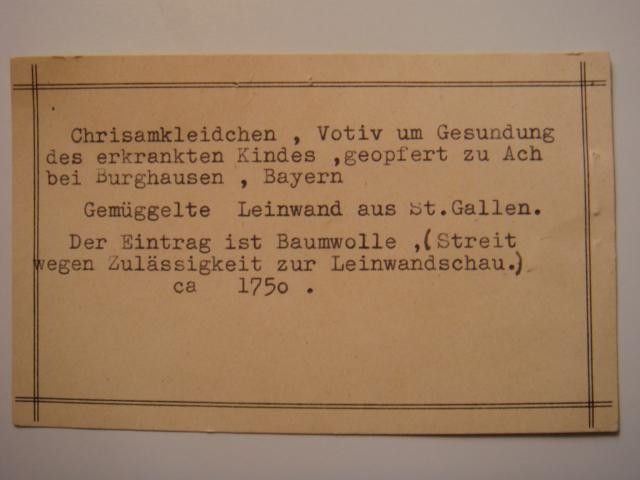 Chrisamkleidchen , Votiv um Gesundung
des erkrankten Kindes ,geopfert zu Ach
bei Burghausen , Bayern
Gemüggelte Leinwand aus St.Gallen.
Der Eintrag ist Baumwolle ,(Streit
wegen Zulässigkeit zur Leinwandschau.)
ca 175o .